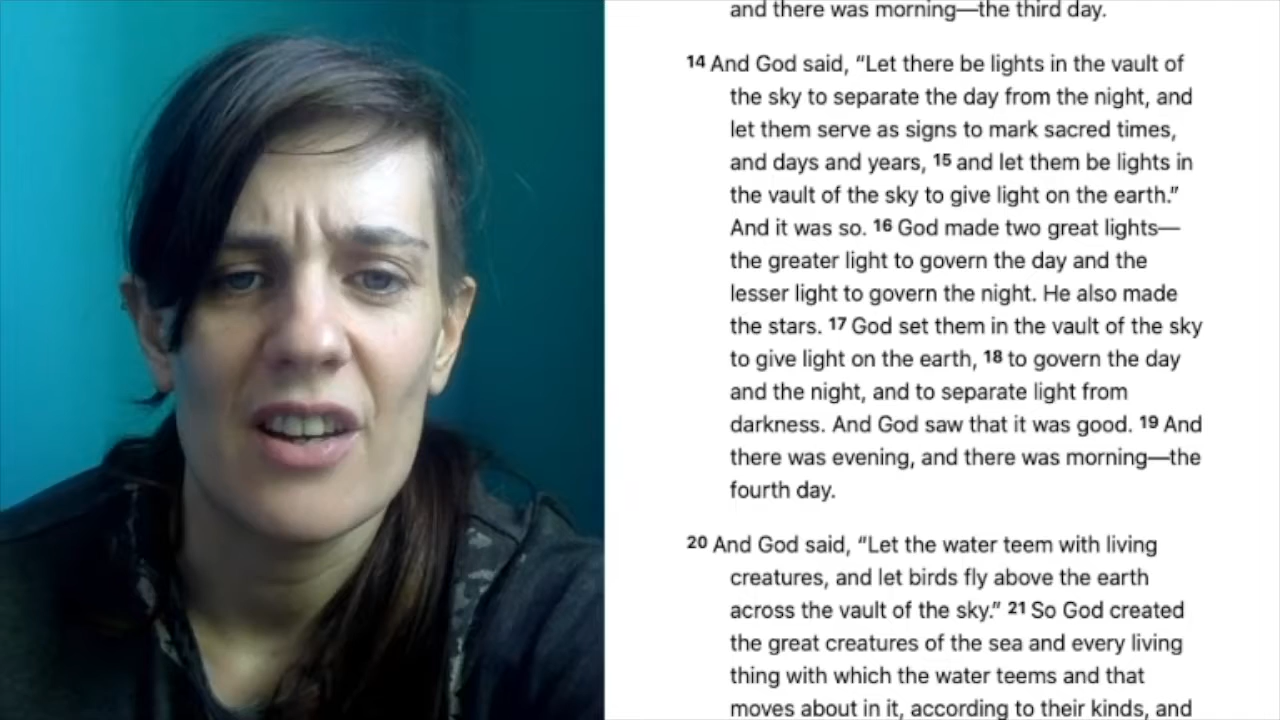 and there was morning—the third day.
14 And God said, “Let there be lights in the vault of
the sky to separate the day from the night, and
let them serve as signs to mark sacred times,
and days and years, 15 and let them be lights in
the vault of the sky to give light on the earth.”
And it was so. 16 God made two great lights—
the greater light to govern the day and the
lesser light to govern the night. He also made
the stars. 17 God set them in the vault of the sky
to give light on the earth, 18 to govern the day
and the night, and to separate light from
darkness. And God saw that it was good. 19 And
there was evening, and there was morning—the
fourth day.
20 And God said, “Let the water teem with living
creatures, and let birds fly above the earth
across the vault of the sky.” 21 So God created
the great creatures of the sea and every living
thing with which the water teems and that
moves about in it, according to their kinds, and